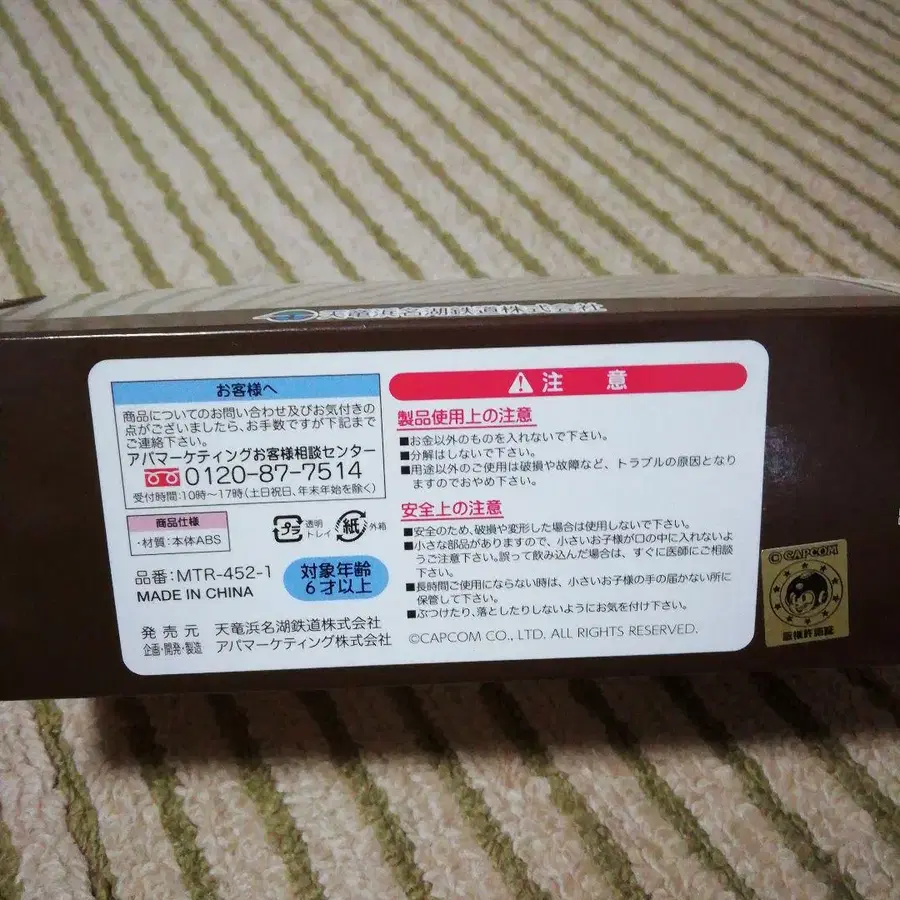 天竜浜名湖鉄道株式会社
お客様へ
商品についてのお問い合わせ及びお気付きの
点がございましたら、お手数ですが下記まで
ご連絡下さい。
アバマーケティングお客様相談センター
0120-87-7514
受付時間:10時〜17時(土日祝日、年末年始を除く)
商品仕様
・材質:本体ABS
プラ
透明
トレイ
紙
外箱
品番:MTR-452-1
MADE IN CHINA
対象年齢
6才以上
発売元 天竜浜名湖鉄道株式会社
企画・開発・製造 アバマーケティング株式会社
注 意
製品使用上の注意
■お金以外のものを入れないで下さい。
■分解はしないで下さい。
■用途以外のご使用は破損や故障など、トラブルの原因となり
ますのでおやめ下さい。
安全上の注意
■安全のため、破損や変形した場合は使用しないで下さい。
■小さな部品がありますので、小さいお子様が口の中に入れないよ
うご注意下さい。誤って飲み込んだ場合は、すぐに医師にご相談
下さい。
■長時間ご使用にならない時は、小さいお子様の手の届かない所に
保管して下さい。
■ぶつけたり、落としたりしないようにお気を付け下さい。
©CAPCOM CO., LTD. ALL RIGHTS RESERVED.
©CAPCOM
版権許諾証